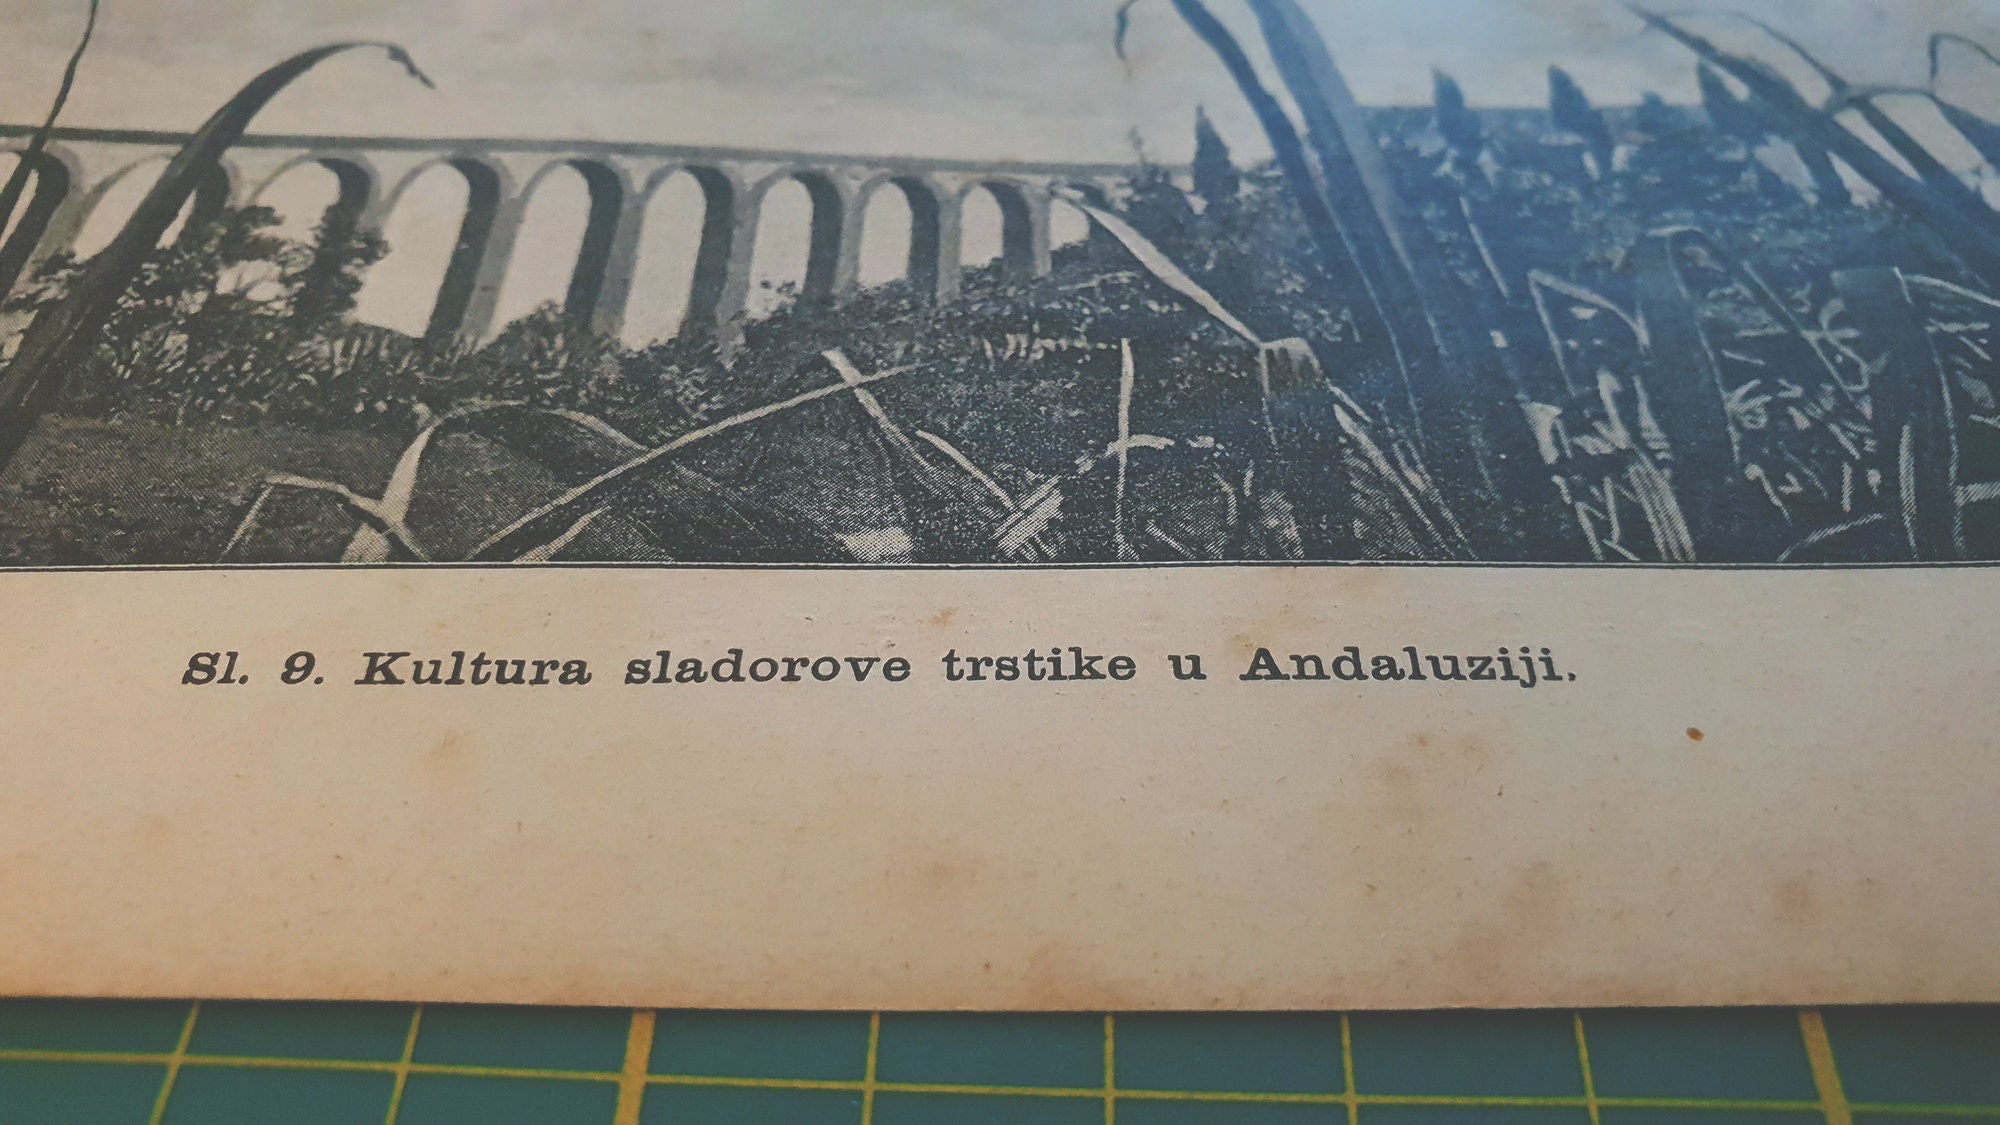 Sl. 9. Kultura sladorove trstike u Andaluziji.